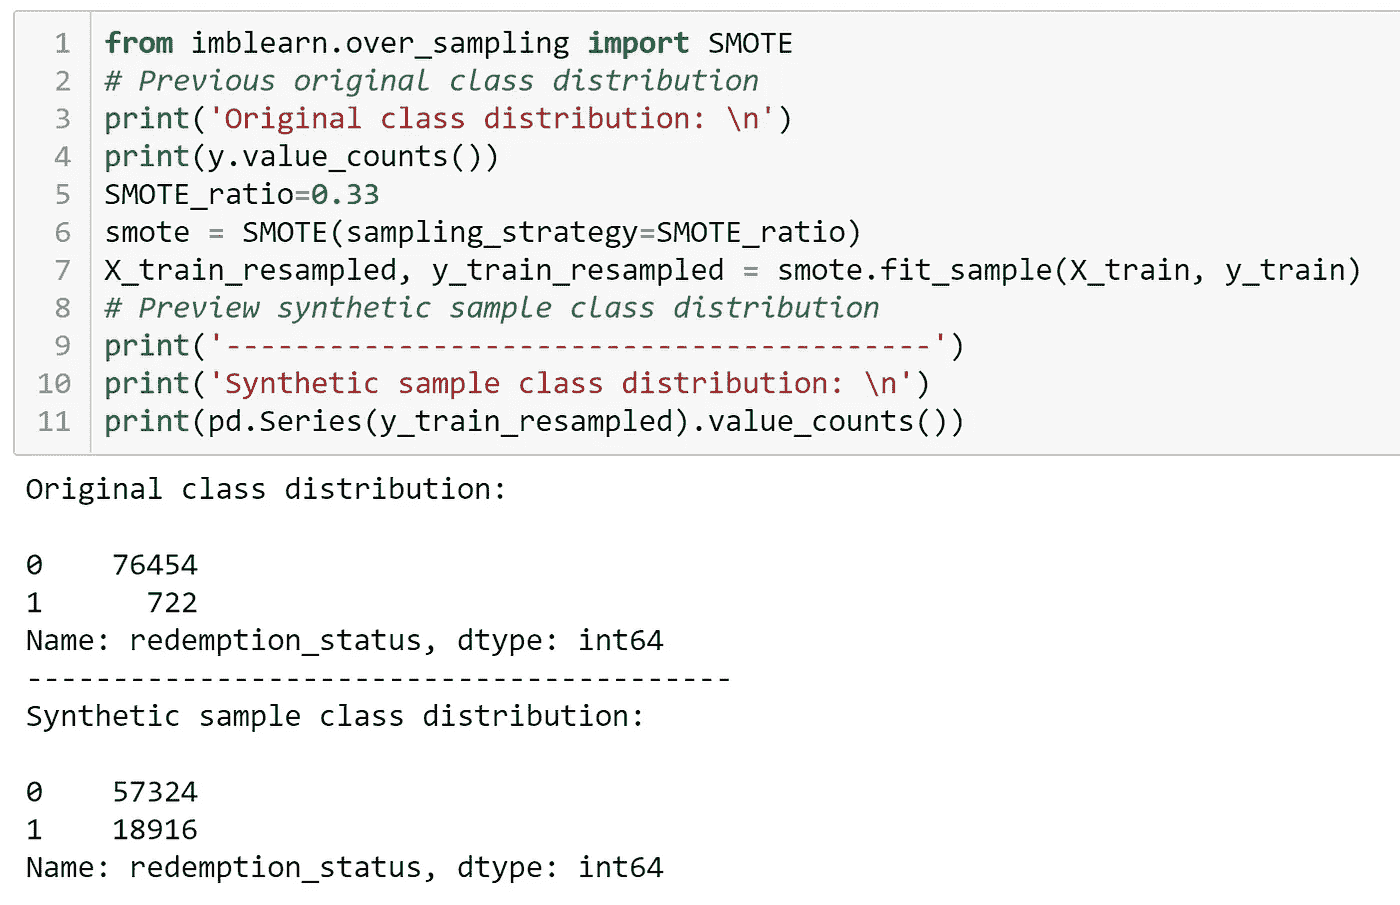 1 from imblearn.over_sampling import SMOTE
2 # Previous original class distribution
3 print('Original class distribution: \n')
4 print(y.value_counts())
5 SMOTE_ratio=0.33
6 smote = SMOTE(sampling_strategy=SMOTE_ratio)
7 X_train_resampled, y_train_resampled = smote.fit_sample(X_train, y_train)
8 # Preview synthetic sample class distribution
9 print('-----------------------------------------')
10 print('Synthetic sample class distribution: \n')
11 print(pd.Series(y_train_resampled).value_counts())
Original class distribution:
0    76454
1      722
Name: redemption_status, dtype: int64
-----------------------------------------
Synthetic sample class distribution:
0    57324
1    18916
Name: redemption_status, dtype: int64